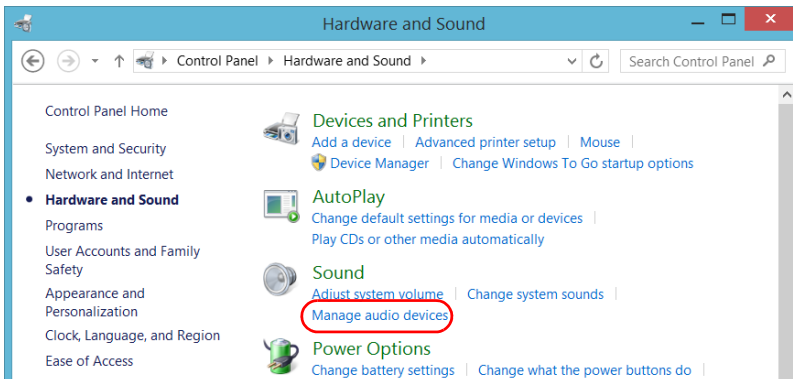 Hardware and Sound
Control Panel Hardware and Sound
Search Control Panel
Control Panel Home
System and Security
Network and Internet
Hardware and Sound
Programs
User Accounts and Family
Safety
Appearance and
Personalization
Clock, Language, and Region
Ease of Access
Devices and Printers
Add a device Advanced printer setup Mouse
Device Manager Change Windows To Go startup options
AutoPlay
Change default settings for media or devices
Play CDs or other media automatically
Sound
Adjust system volume Change system sounds
Manage audio devices
Power Options
Change battery settings Change what the power buttons do